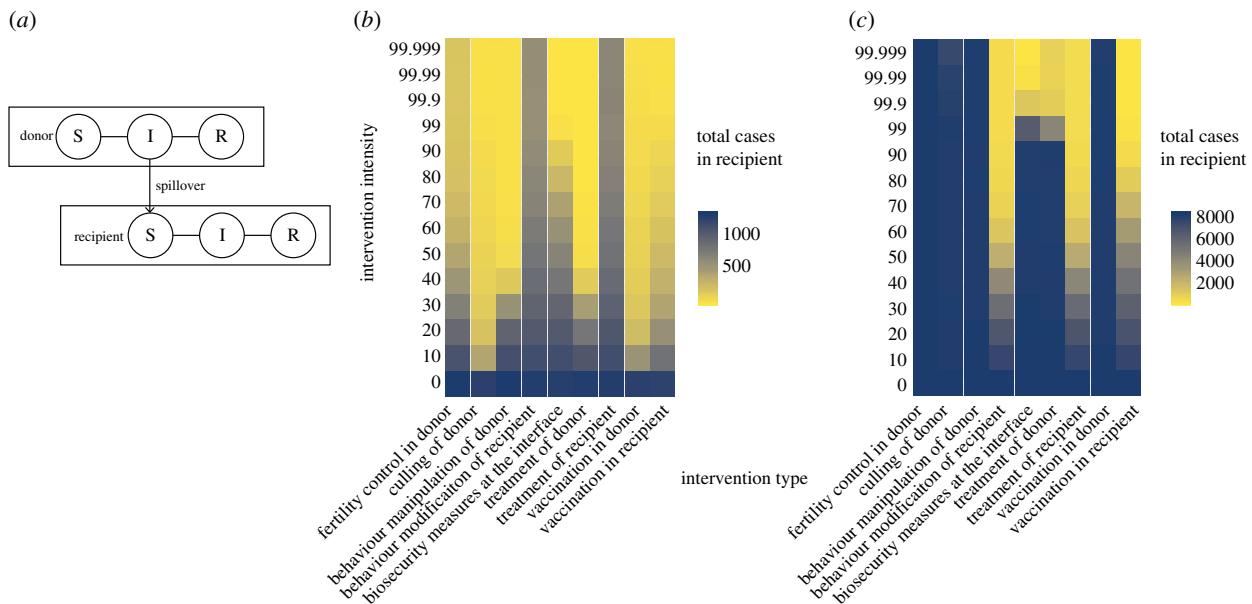 (a)
donor
S
I
R
spillover
recipient
S
I
R
(b)
intervention intensity
99.999
99.99
99.9
99
90
80
70
60
50
40
30
20
10
0
fertility control in donor
culling of donor
behaviour manipulation of donor
behaviour modificaiton of recipient
biosecurity measures at the interface
treatment of donor
treatment of recipient
vaccination in donor
vaccination in recipient
total cases
in recipient
1000
500
intervention type
(c)
99.999
99.99
99.9
99
90
80
70
60
50
40
30
20
10
0
fertility control in donor
culling of donor
behaviour manipulation of donor
behaviour modificaiton of recipient
biosecurity measures at the interface
treatment of donor
treatment of recipient
vaccination in donor
vaccination in recipient
total cases
in recipient
8000
6000
4000
2000